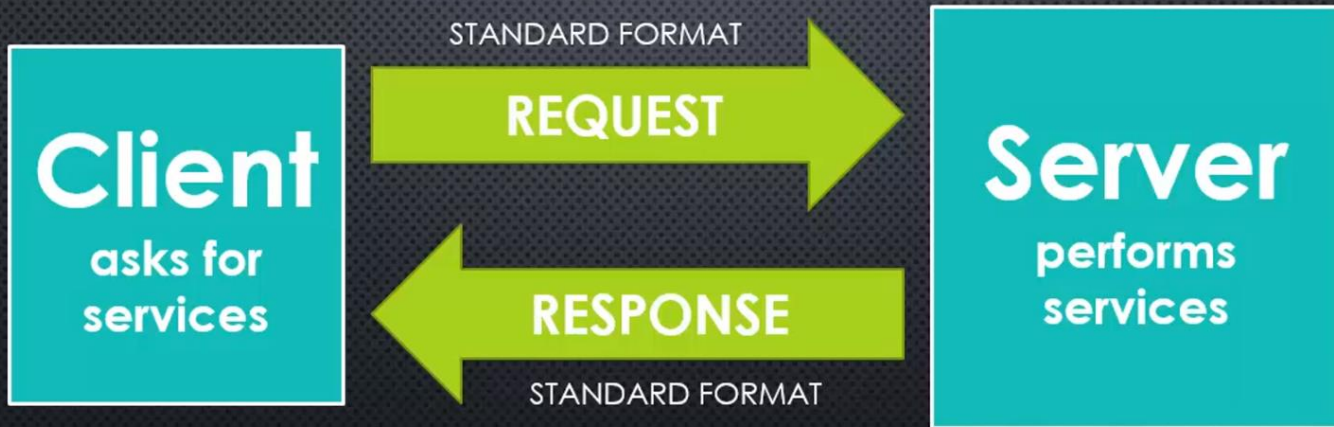 Client
asks for
services
STANDARD FORMAT
REQUEST
RESPONSE
STANDARD FORMAT
Server
performs
services